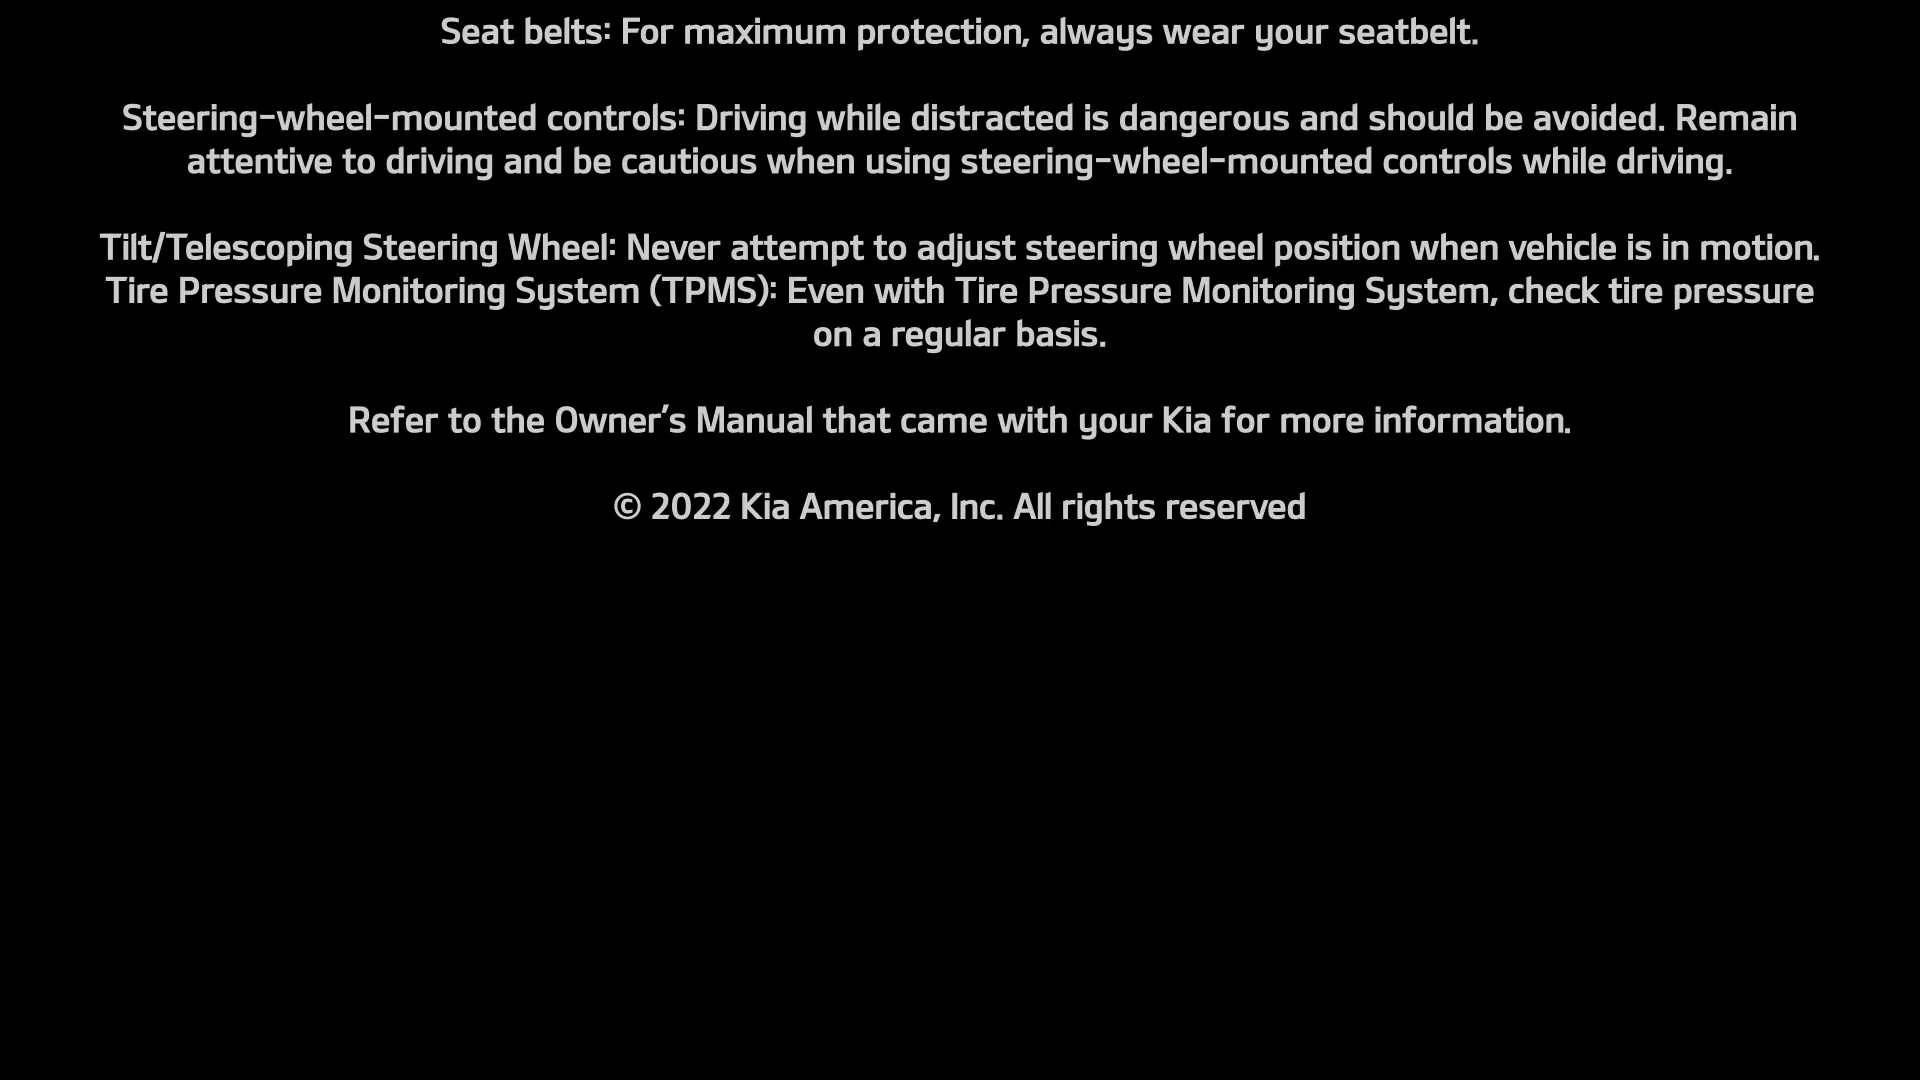 Seat belts: For maximum protection, always wear your seatbelt.
Steering-wheel-mounted controls: Driving while distracted is dangerous and should be avoided. Remain
attentive to driving and be cautious when using steering-wheel-mounted controls while driving.
Tilt/Telescoping Steering Wheel: Never attempt to adjust steering wheel position when vehicle is in motion.
Tire Pressure Monitoring System (TPMS): Even with Tire Pressure Monitoring System, check tire pressure
on a regular basis.
Refer to the Owner’s Manual that came with your Kia for more information.
© 2022 Kia America, Inc. All rights reserved